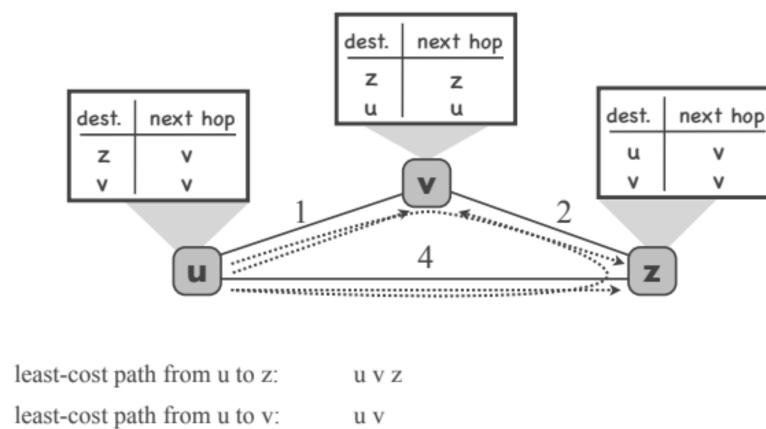 dest. next hop
z z
u u
dest. next hop
z v
v v
dest. next hop
u v
v v
v
1
2
4
u
z
least-cost path from u to z: u v z
least-cost path from u to v: u v